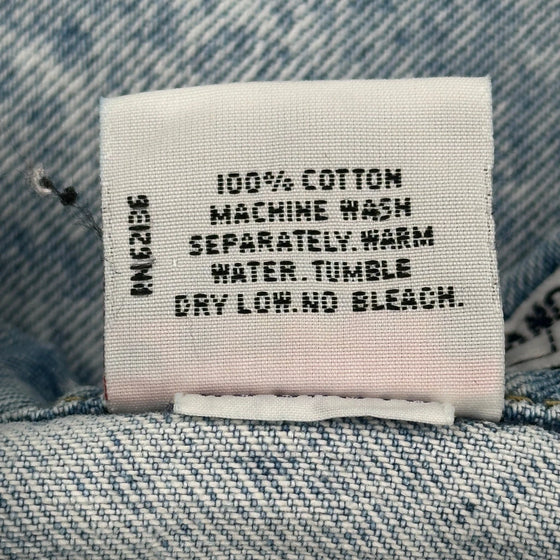 100% COTTON
MACHINE WASH
SEPARATELY. WARM
WATER. TUMBLE
DRY LOW. NO BLEACH.